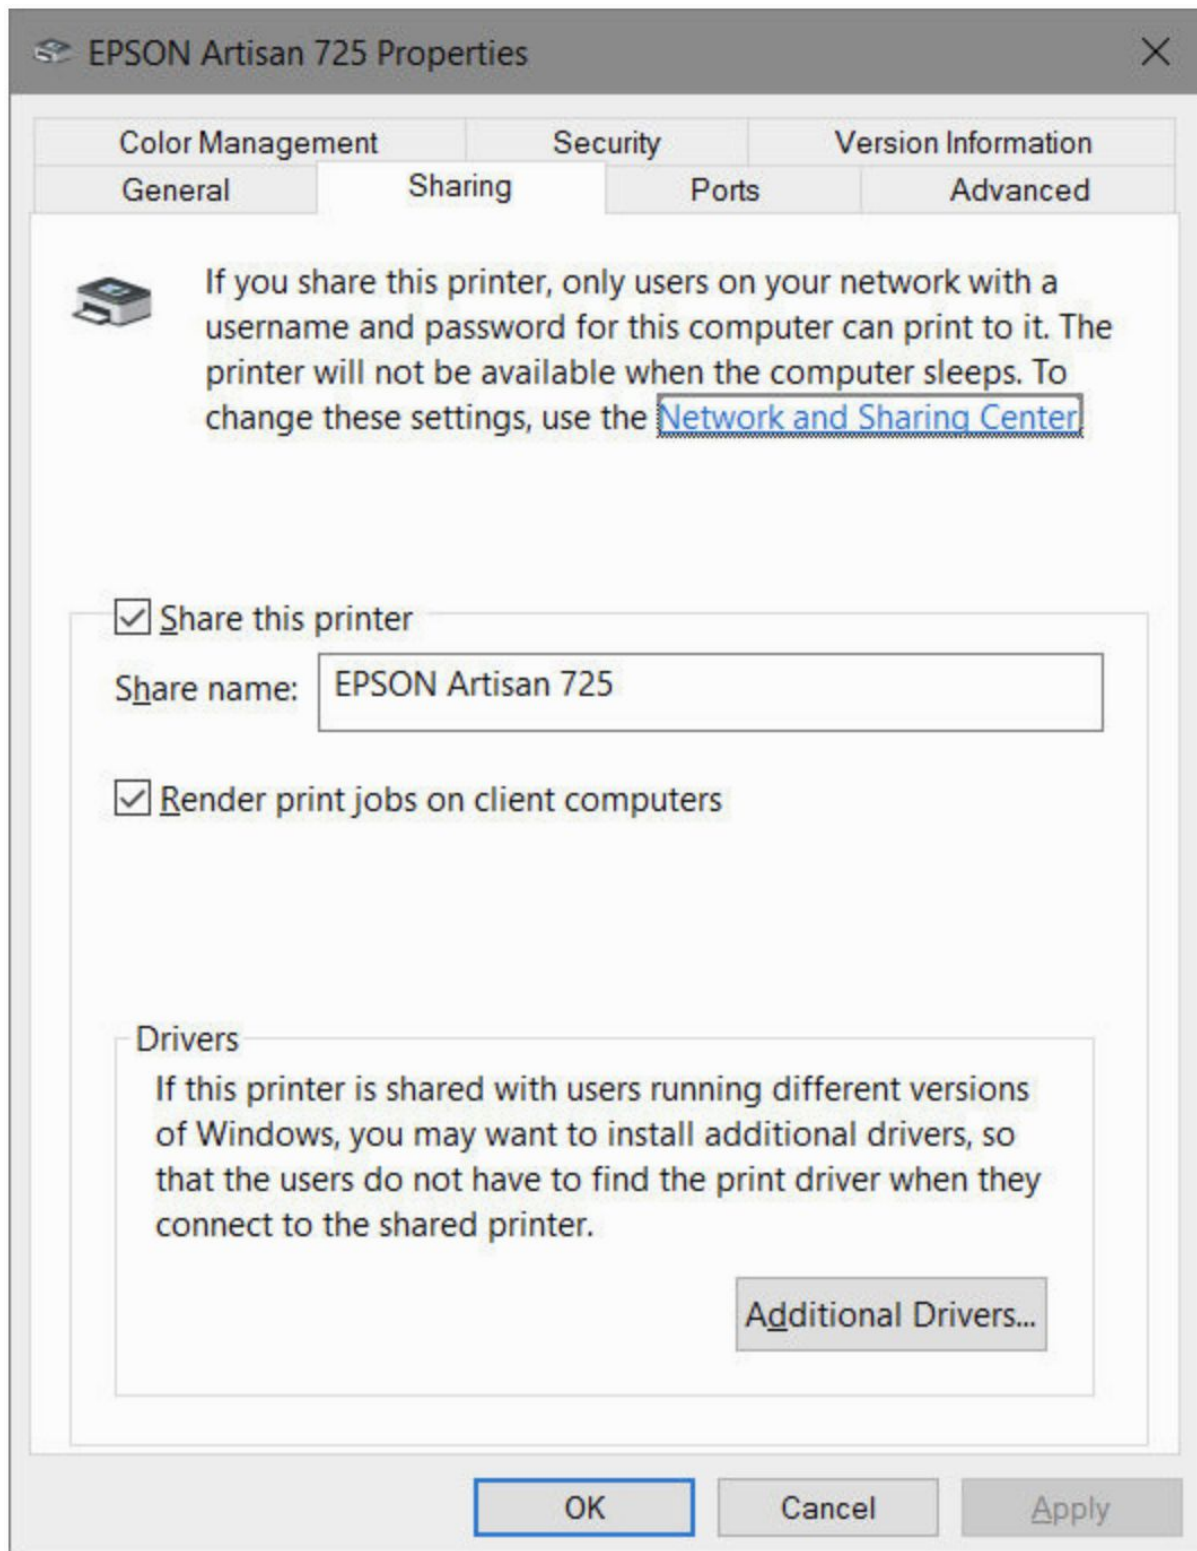 EPSON Artisan 725 Properties
Color Management Security Version Information
General Sharing Ports Advanced
If you share this printer, only users on your network with a
username and password for this computer can print to it. The
printer will not be available when the computer sleeps. To
change these settings, use the Network and Sharing Center
Share this printer
Share name: EPSON Artisan 725
Render print jobs on client computers
Drivers
If this printer is shared with users running different versions
of Windows, you may want to install additional drivers, so
that the users do not have to find the print driver when they
connect to the shared printer.
Additional Drivers...
OK Cancel Apply